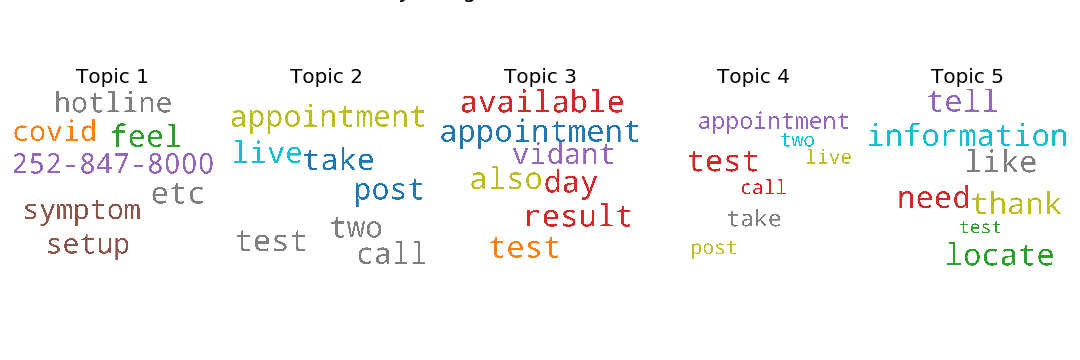 Topic 1
hotline
covid feel
252-847-8000
etc
symptom
setup
Topic 2
appointment
live take
post
two
test
call
Topic 3
available
appointment
vidant
also day
result
test
Topic 4
appointment
two
test live
call
take
post
Topic 5
tell
information
like
need thank
test
locate